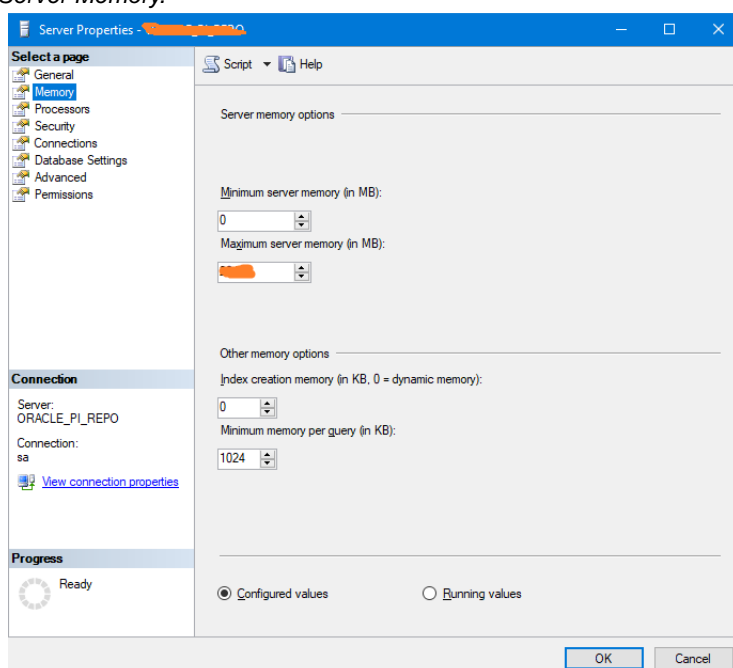 Server Memory.
Server Properties -
Select a page
General
Memory
Processors
Security
Connections
Database Settings
Advanced
Permissions
Script
Help
Server memory options
Minimum server memory (in MB):
0
Maximum server memory (in MB):
Other memory options
Index creation memory (in KB, 0 = dynamic memory):
0
Minimum memory per query (in KB):
1024
Connection
Server:
ORACLE_PI_REPO
Connection:
sa
View connection properties
Progress
Ready
Configured values
Running values
OK
Cancel